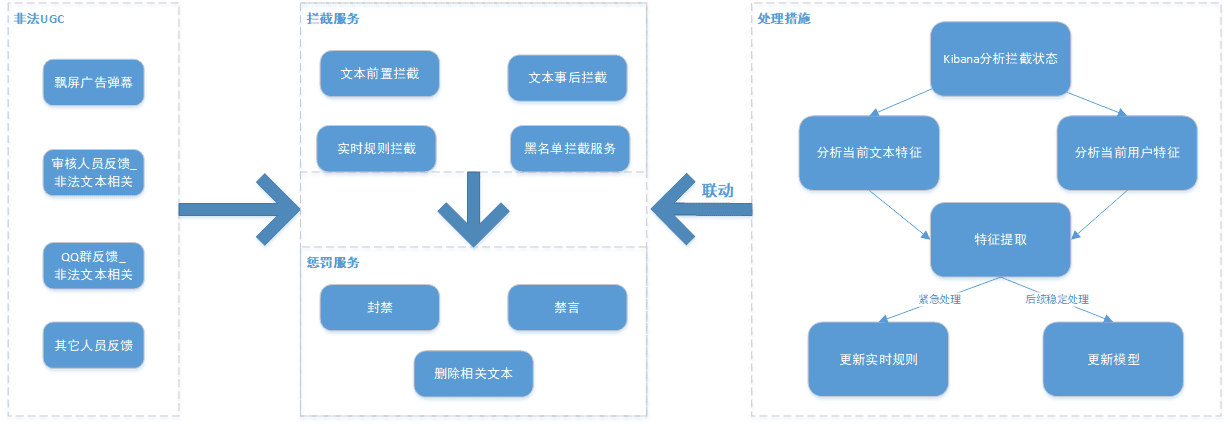 非法UGC
飘屏广告弹幕
审核人员反馈_
非法文本相关
QQ群反馈_
非法文本相关
其它人员反馈
拦截服务
文本前置拦截
文本事后拦截
实时规则拦截
黑名单拦截服务
惩罚服务
封禁
禁言
删除相关文本
联动
处理措施
Kibana分析拦截状态
分析当前文本特征
分析当前用户特征
特征提取
紧急处理
后续稳定处理
更新实时规则
更新模型